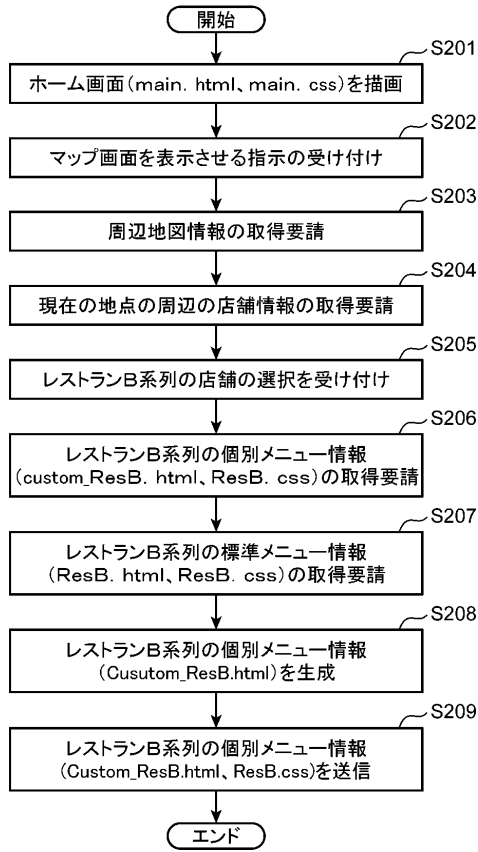 開始
S201
ホーム画面(main. html、main. css)を描画
S202
マップ画面を表示させる指示の受け付け
S203
周辺地図情報の取得要請
S204
現在の地点の周辺の店舗情報の取得要請
S205
レストランB系列の店舗の選択を受け付け
S206
レストランB系列の個別メニュー情報
(custom_ResB. html、ResB. css)の取得要請
S207
レストランB系列の標準メニュー情報
(ResB. html、ResB. css)の取得要請
S208
レストランB系列の個別メニュー情報
(Cusutom_ResB.html)を生成
S209
レストランB系列の個別メニュー情報
(Custom_ResB.html、ResB.css)を送信
エンド